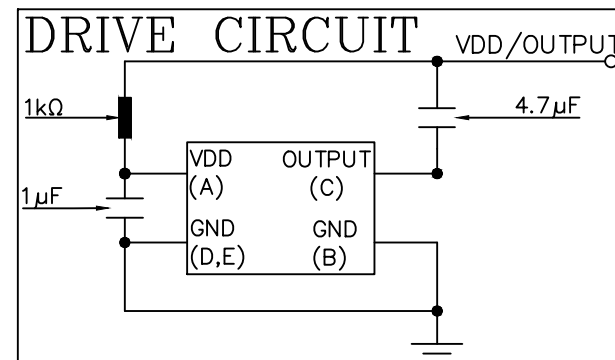 DRIVE CIRCUIT
VDD/OUTPUT
1kΩ
4.7µF
VDD
OUTPUT
(A)
(C)
1µF
GND
GND
(D,E)
(B)